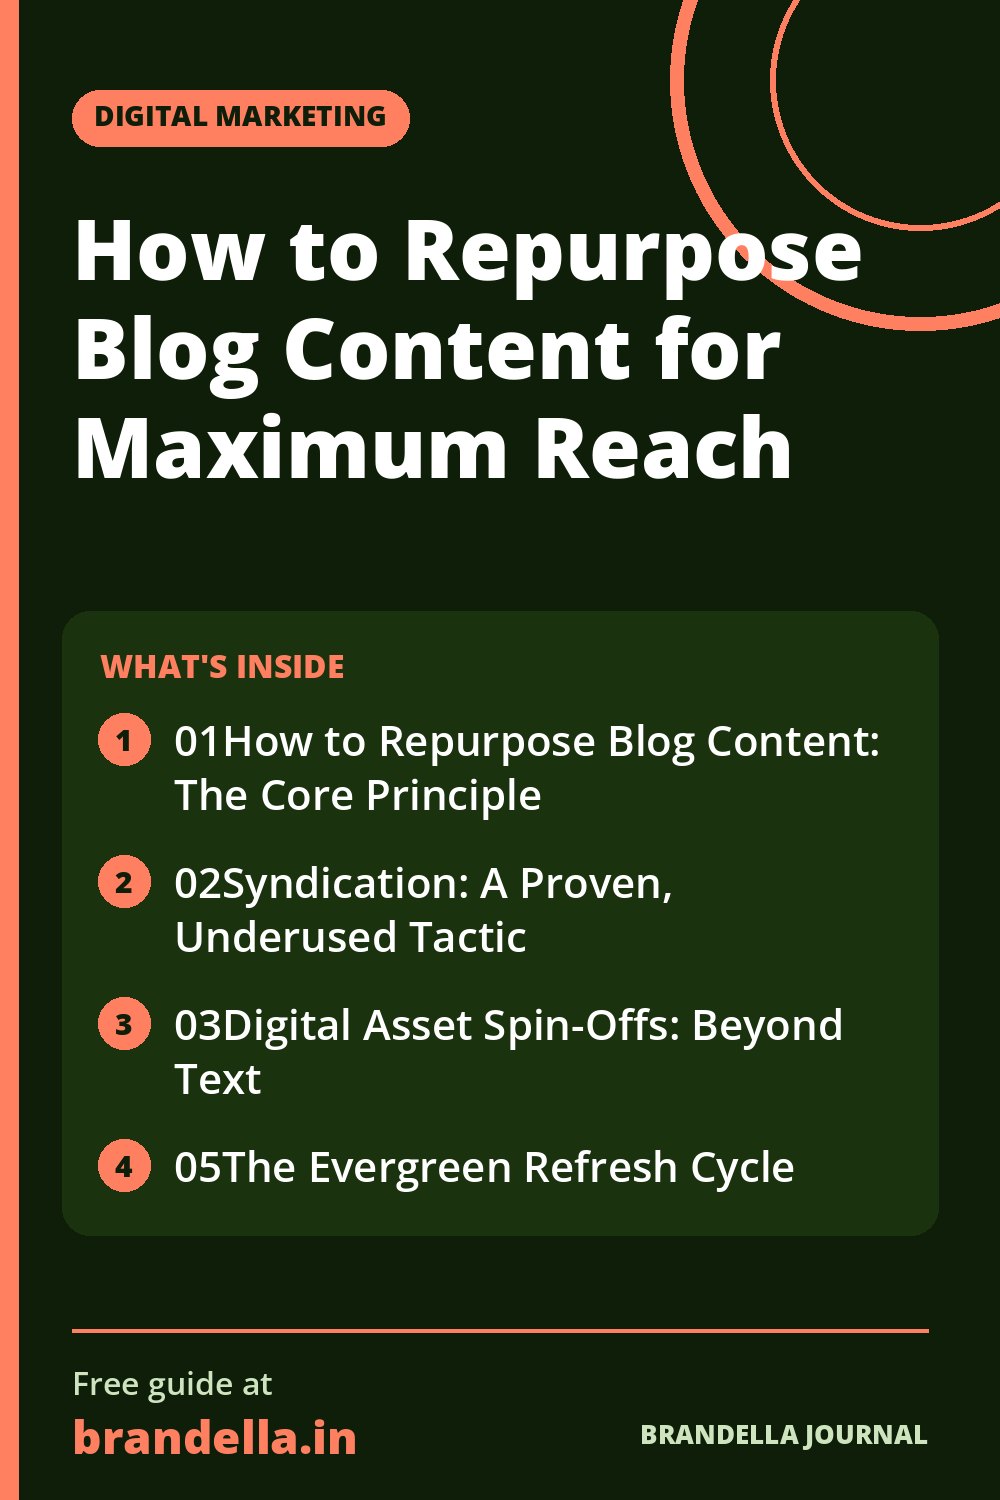 DIGITAL MARKETING
How to Repurpose
Blog Content for
Maximum Reach
WHAT'S INSIDE
1 01How to Repurpose Blog Content:
The Core Principle
2 02Syndication: A Proven,
Underused Tactic
3 03Digital Asset Spin-Offs: Beyond
Text
4 05The Evergreen Refresh Cycle
Free guide at
brandella.in
BRANDELLA JOURNAL